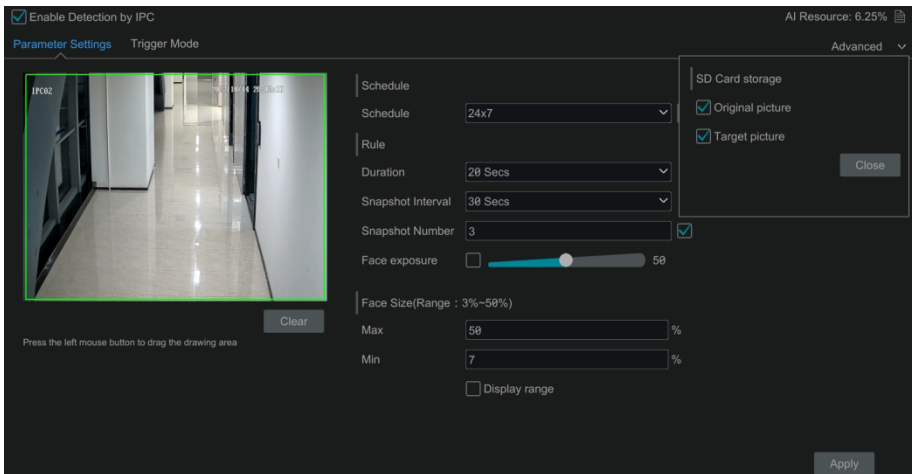 Enable Detection by IPC
AI Resource: 6.25%
Parameter Settings Trigger Mode
Advanced
IPC02
SD Card storage
Original picture
Target picture
Close
Schedule
Schedule 24x7
Rule
Duration 20 Secs
Snapshot Interval 30 Secs
Snapshot Number 3
Face exposure 50
Face Size(Range : 3%~50%)
Max 50 %
Min 7 %
Display range
Clear
Press the left mouse button to drag the drawing area
Apply